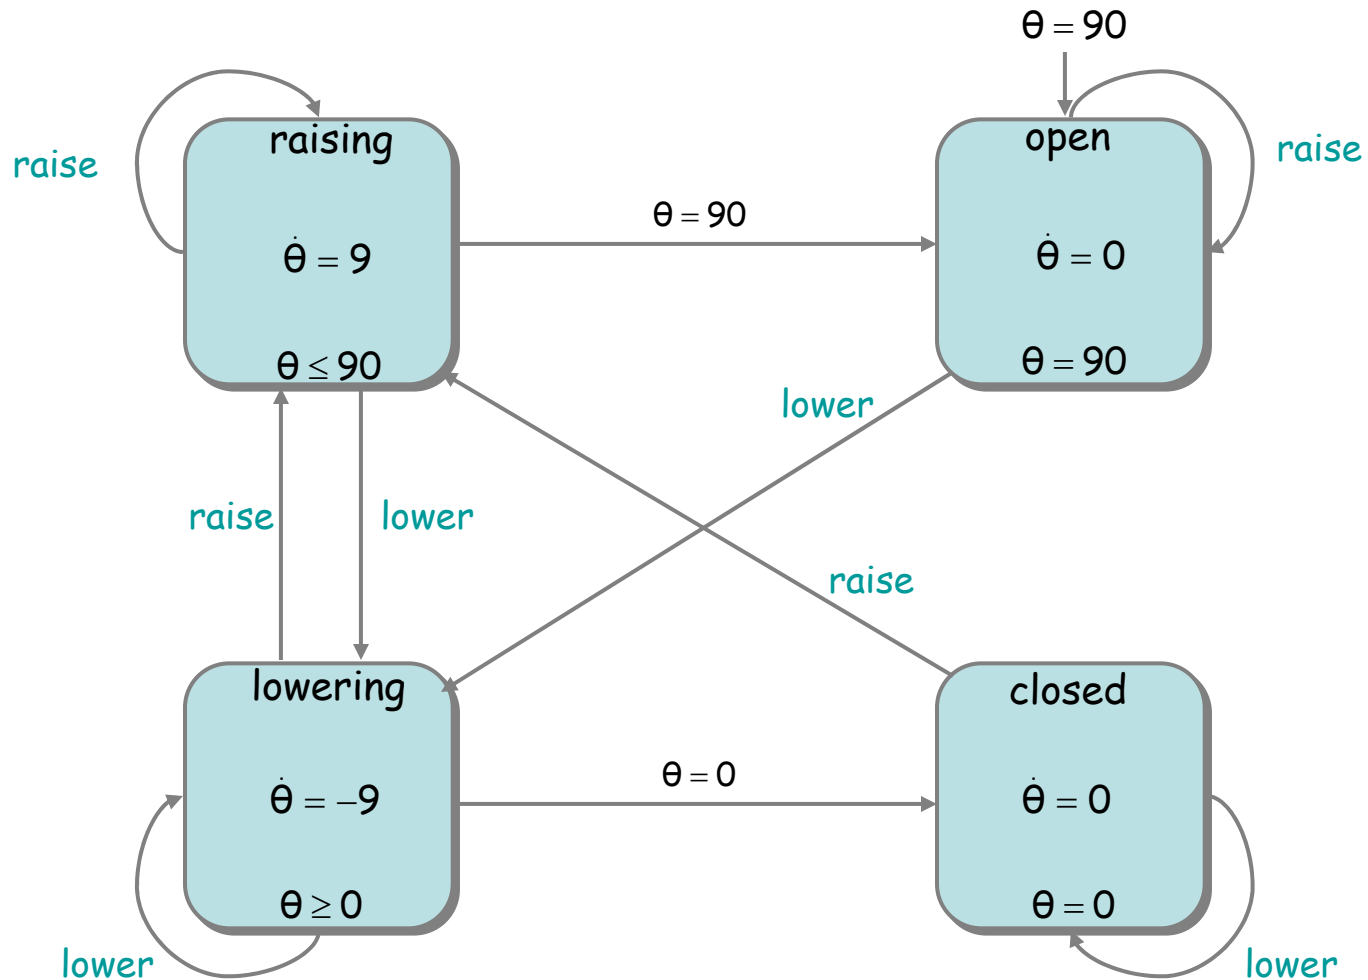 θ = 90
raising
open
raise
raise
θ = 90
θ̇ = 9
θ̇ = 0
θ ≤ 90
θ = 90
lower
raise
lower
raise
lowering
closed
θ = 0
θ̇ = −9
θ̇ = 0
θ ≥ 0
θ = 0
lower
lower